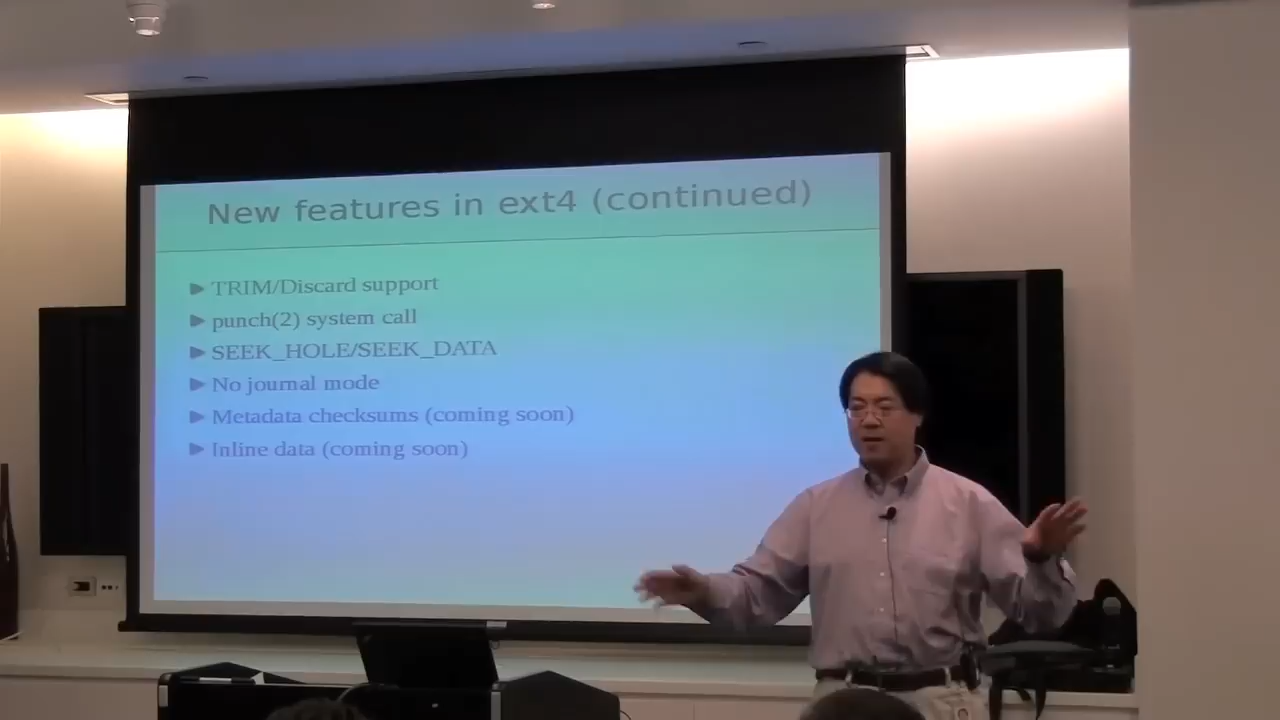 New features in ext4 (continued)
TRIM/Discard support
punch(2) system call
SEEK_HOLE/SEEK_DATA
No journal mode
Metadata checksums (coming soon)
Inline data (coming soon)